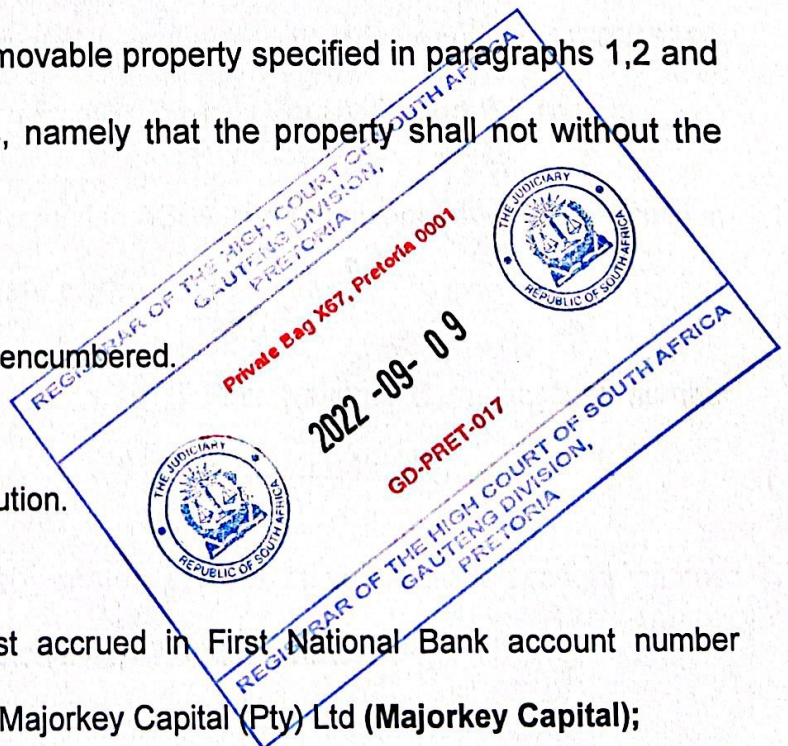 movable property specified in paragraphs 1,2 and
, namely that the property shall not without the
encumbered.
ution.
st accrued in First National Bank account number
Majorkey Capital (Pty) Ltd (Majorkey Capital);
REGISTRAR OF THE HIGH COURT OF SOUTH AFRICA
GAUTENG DIVISION,
PRETORIA
Private Bag X67, Pretoria 0001
THE JUDICIARY
REPUBLIC OF SOUTH AFRICA
2022 -09- 09
GD-PRET-017
THE JUDICIARY
REPUBLIC OF SOUTH AFRICA
REGISTRAR OF THE HIGH COURT OF SOUTH AFRICA
GAUTENG DIVISION,
PRETORIA